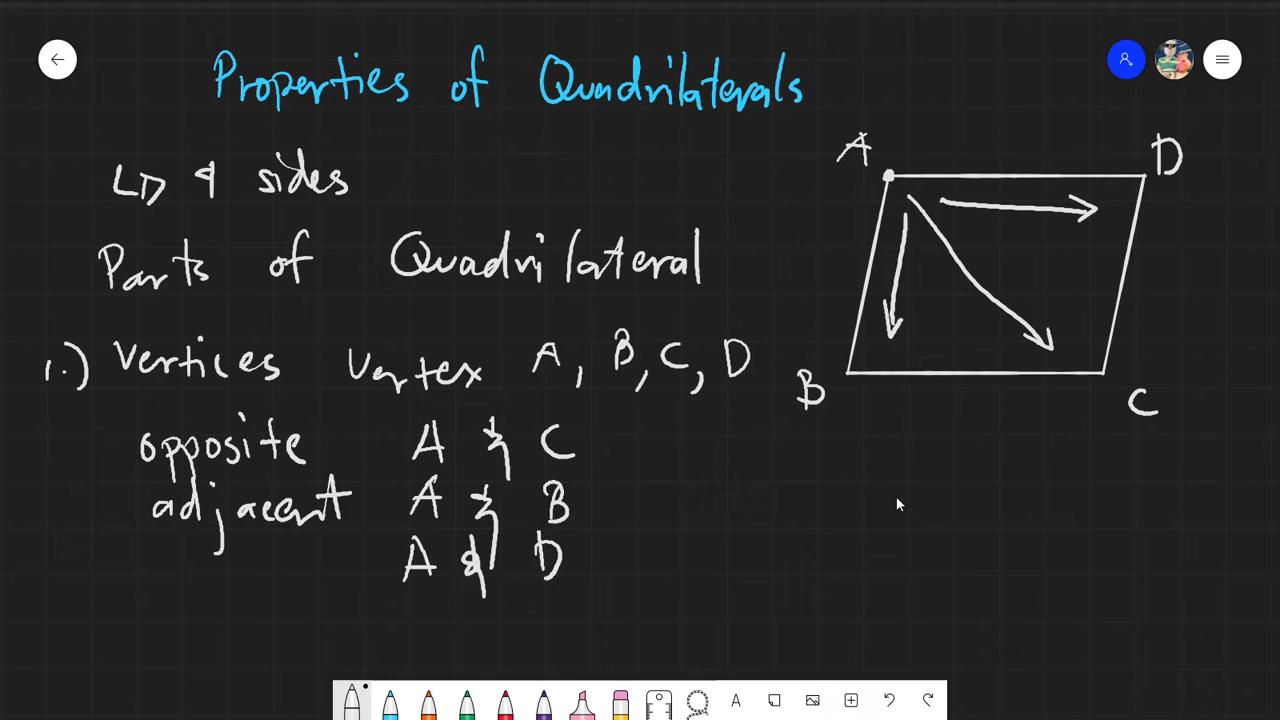 Properties of Quadrilaterals
4 sides
Parts of Quadrilateral
1.) Vertices Vertex A, B, C, D
opposite A & C
adjacent A & B
A & D
A
D
B
C
A